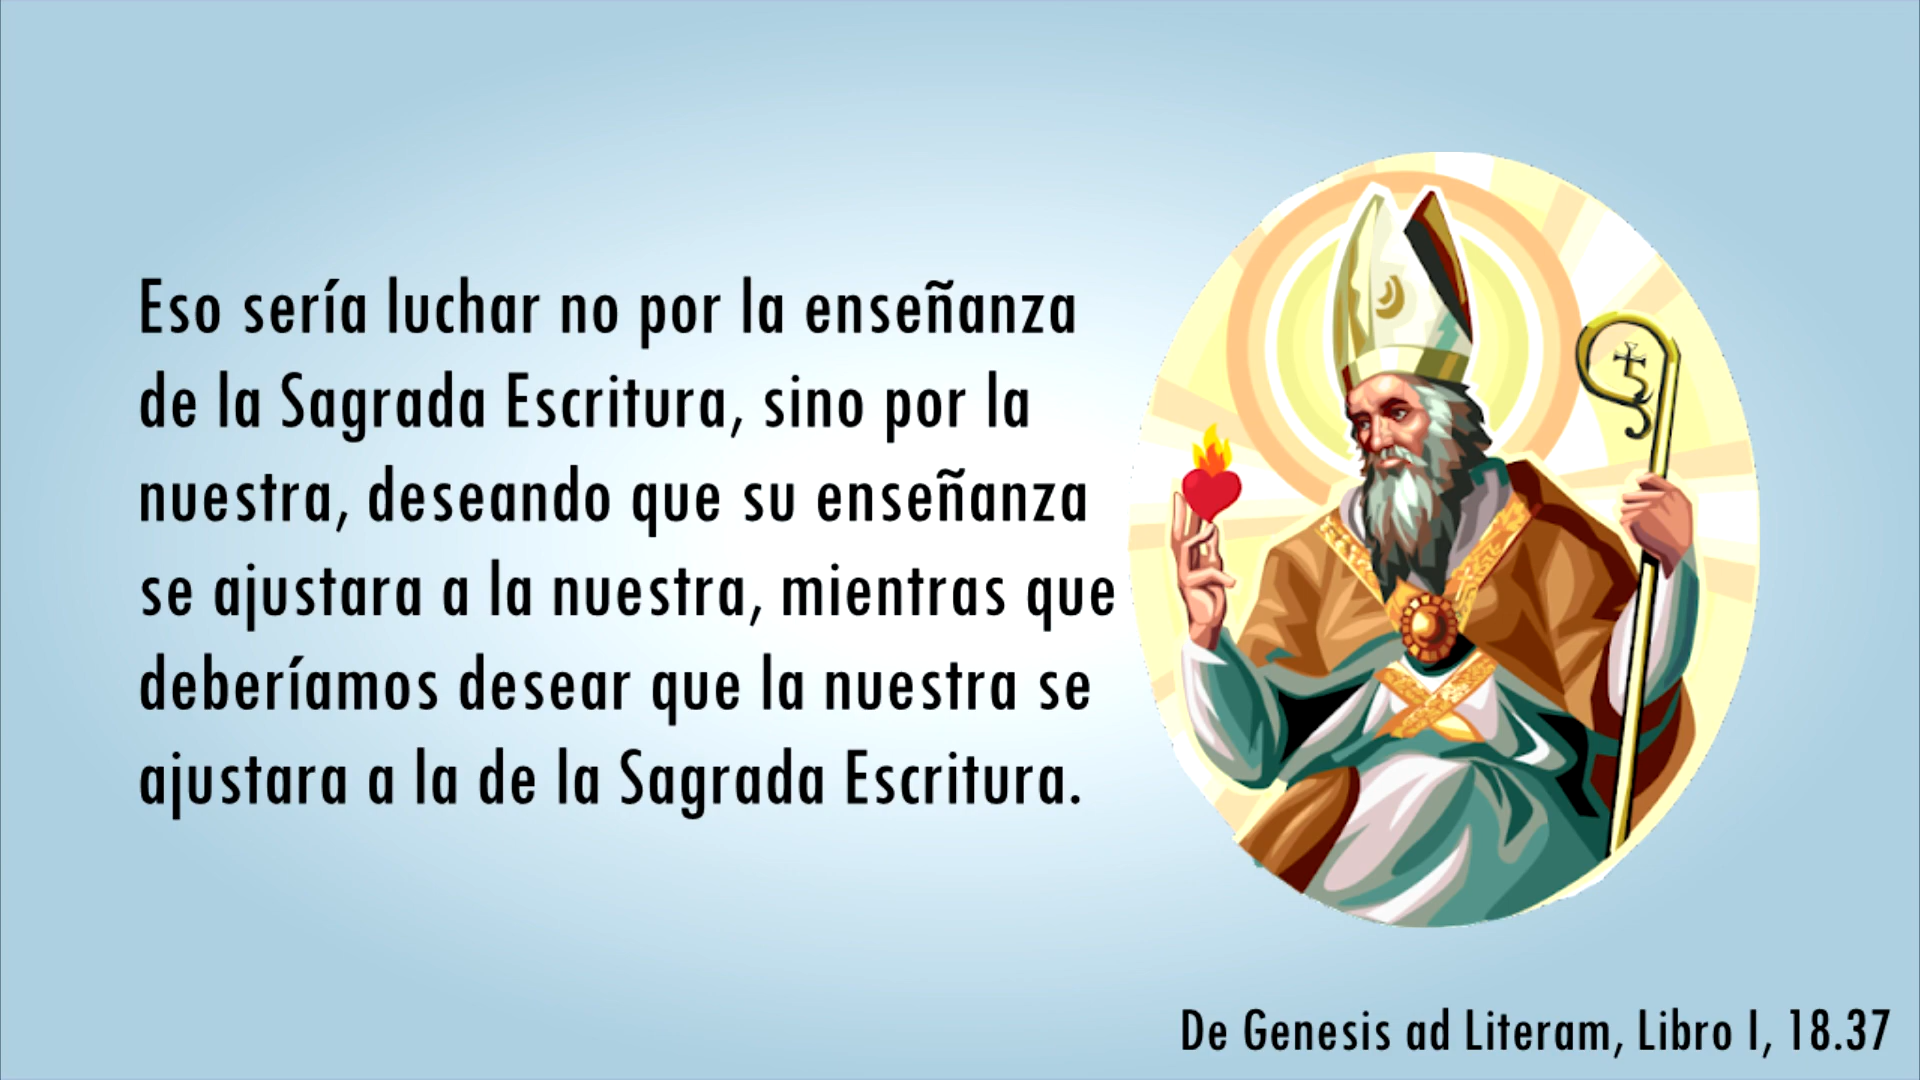 Eso sería luchar no por la enseñanza
de la Sagrada Escritura, sino por la
nuestra, deseando que su enseñanza
se ajustara a la nuestra, mientras que
deberíamos desear que la nuestra se
ajustara a la de la Sagrada Escritura.
De Genesis ad Literam, Libro I, 18.37